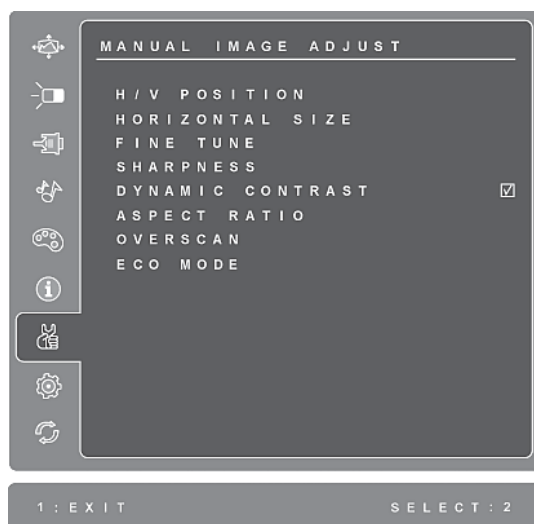 MANUAL IMAGE ADJUST
H/V POSITION
HORIZONTAL SIZE
FINE TUNE
SHARPNESS
DYNAMIC CONTRAST
ASPECT RATIO
OVERSCAN
ECO MODE
1:EXIT SELECT:2